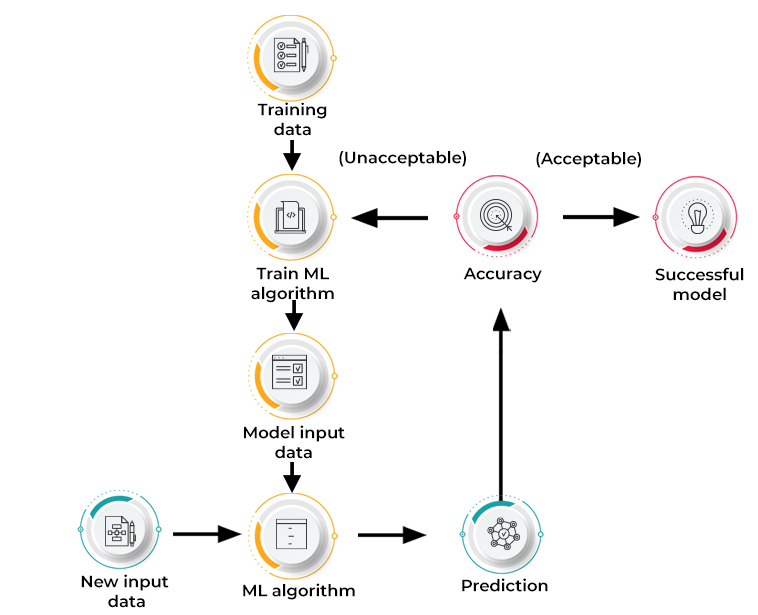 Training
data
(Unacceptable)
(Acceptable)
Train ML
algorithm
Accuracy
Successful
model
Model input
data
New input
data
ML algorithm
Prediction